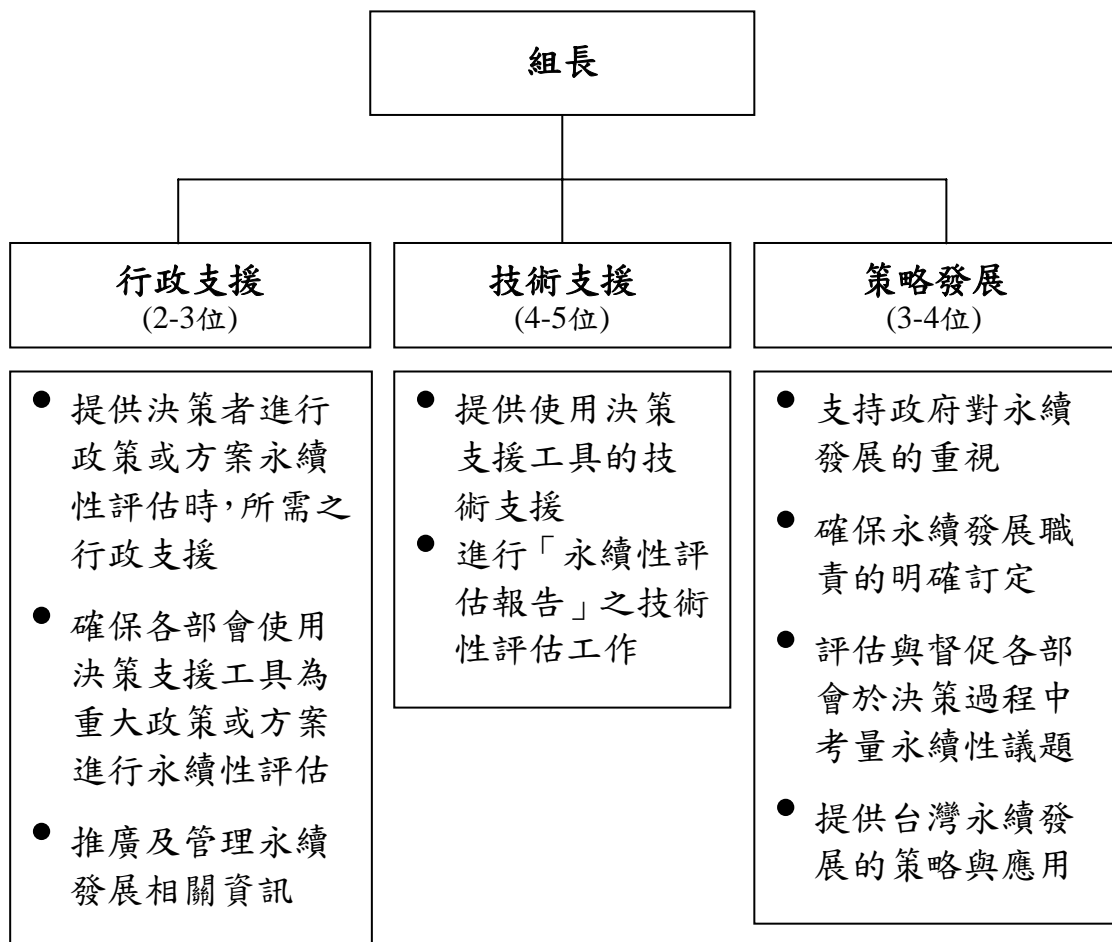 組長
行政支援
(2-3位)
技術支援
(4-5位)
策略發展
(3-4位)
● 提供決策者進行
政策或方案永續
性評估時，所需之
行政支援
● 確保各部會使用
決策支援工具為
重大政策或方案
進行永續性評估
● 推廣及管理永續
發展相關資訊
● 提供使用決策
支援工具的技
術支援
● 進行「永續性評
估報告」之技術
性評估工作
● 支持政府對永續
發展的重視
● 確保永續發展職
責的明確訂定
● 評估與督促各部
會於決策過程中
考量永續性議題
● 提供台灣永續發
展的策略與應用